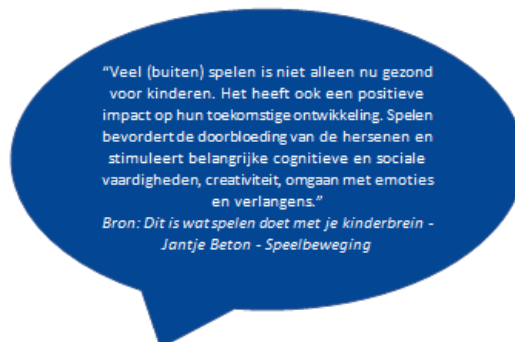 “Veel (buiten) spelen is niet alleen nu gezond
voor kinderen. Het heeft ook een positieve
impact op hun toekomstige ontwikkeling. Spelen
bevordert de doorbloeding van de hersenen en
stimuleert belangrijke cognitieve en sociale
vaardigheden, creativiteit, omgaan met emoties
en verlangens.”
Bron: Dit is wat spelen doet met je kinderbrein -
Jantje Beton - Speelbeweging